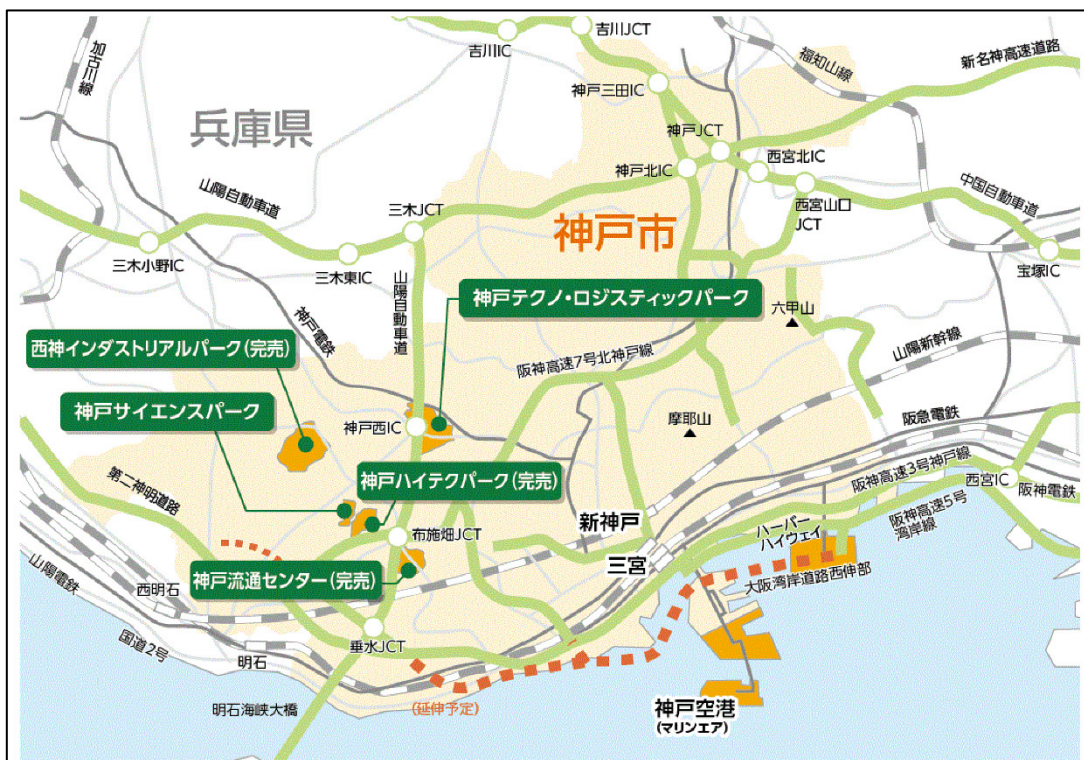 吉川IC
吉川JCT
加古川線
福知山線
新名神高速道路
神戸三田IC
兵庫県
神戸JCT
西宮北IC
神戸北IC
中国自動車道
山陽自動車道
三木JCT
西宮山口
JCT
神戸市
三木小野IC
三木東IC
宝塚IC
山陽自動車道
神戸テクノ・ロジスティックパーク
六甲山
神戸電鉄
西神インダストリアルパーク(完売)
阪神高速7号北神戸線
山陽新幹線
神戸サイエンスパーク
神戸西IC
摩耶山
阪急電鉄
第二神明道路
神戸ハイテクパーク(完売)
阪神高速3号神戸線
西宮IC
阪神電鉄
新神戸
ハーバー
ハイウェイ
阪神高速5号
湾岸線
布施畑JCT
三宮
山陽電鉄
西明石
神戸流通センター(完売)
大阪湾岸道路西伸部
国道2号
明石
垂水JCT
明石海峡大橋
(延伸予定)
神戸空港
(マリンエア)